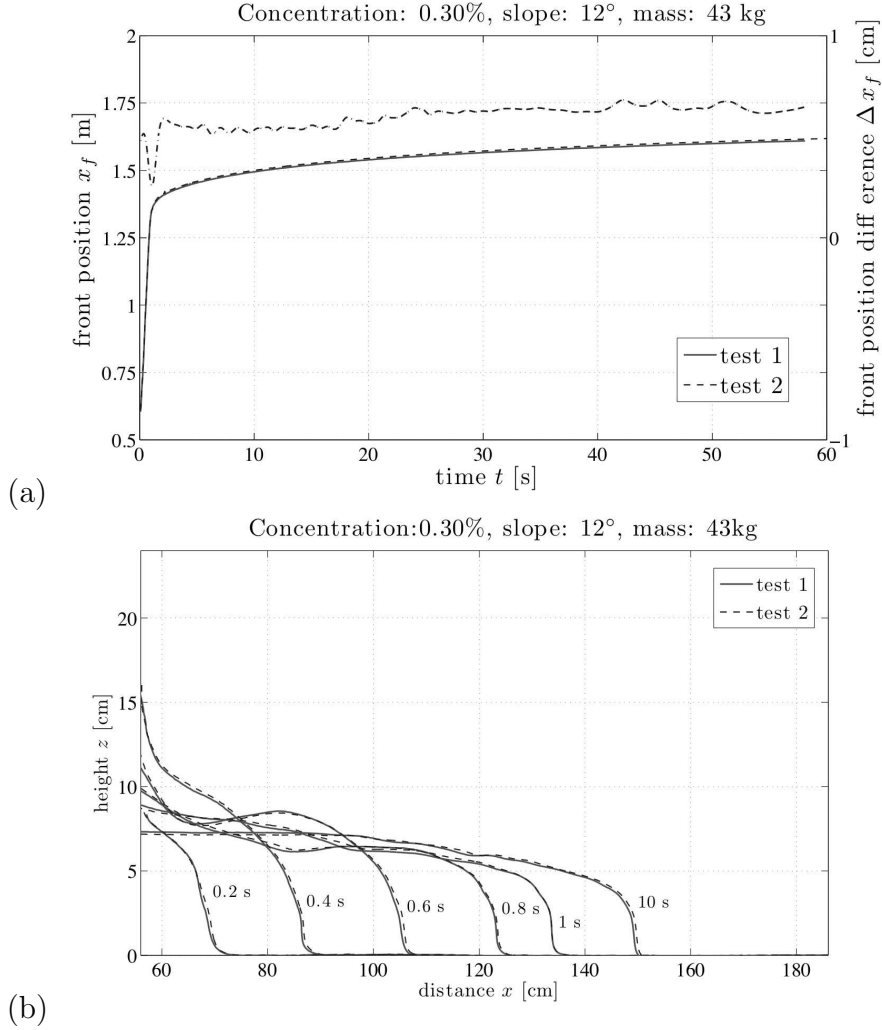 Concentration: 0.30%, slope: 12°, mass: 43 kg
2
1.75
1.5
1.25
1
0.75
0.5
front position x_f [m]
1
0
−1
front position diff erence Δ x_f [cm]
test 1
test 2
0
10
20
30
40
50
60
time t [s]
(a)
Concentration:0.30%, slope: 12°, mass: 43kg
20
15
10
5
0
height z [cm]
test 1
test 2
0.2 s
0.4 s
0.6 s
0.8 s
1 s
10 s
60
80
100
120
140
160
180
distance x [cm]
(b)